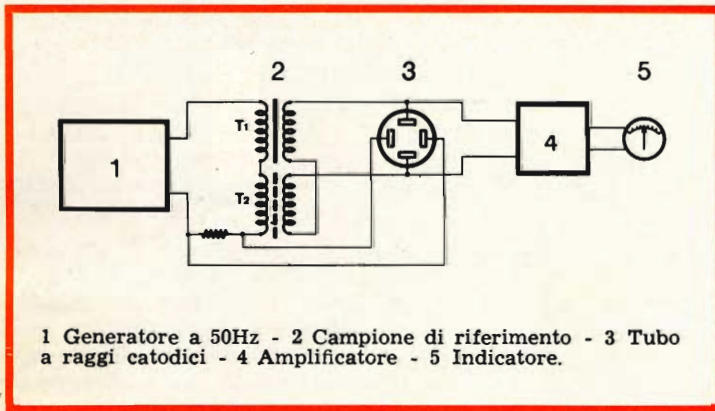 2 3 5
T1
1
T2
4
1 Generatore a 50Hz - 2 Campione di riferimento - 3 Tubo
a raggi catodici - 4 Amplificatore - 5 Indicatore.